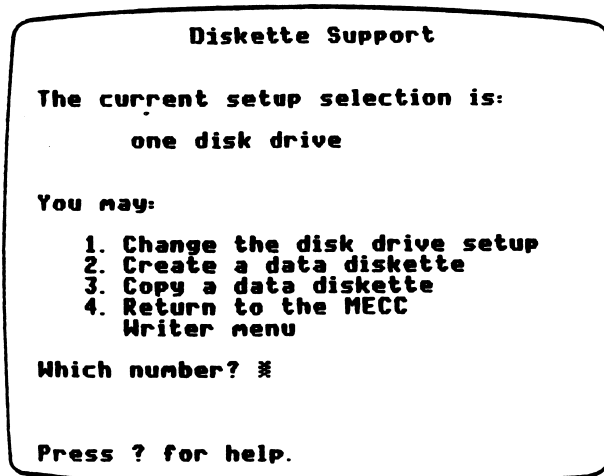 Diskette Support
The current setup selection is:
one disk drive
You may:
1. Change the disk drive setup
2. Create a data diskette
3. Copy a data diskette
4. Return to the MECC
Writer menu
Which number? ※
Press ? for help.